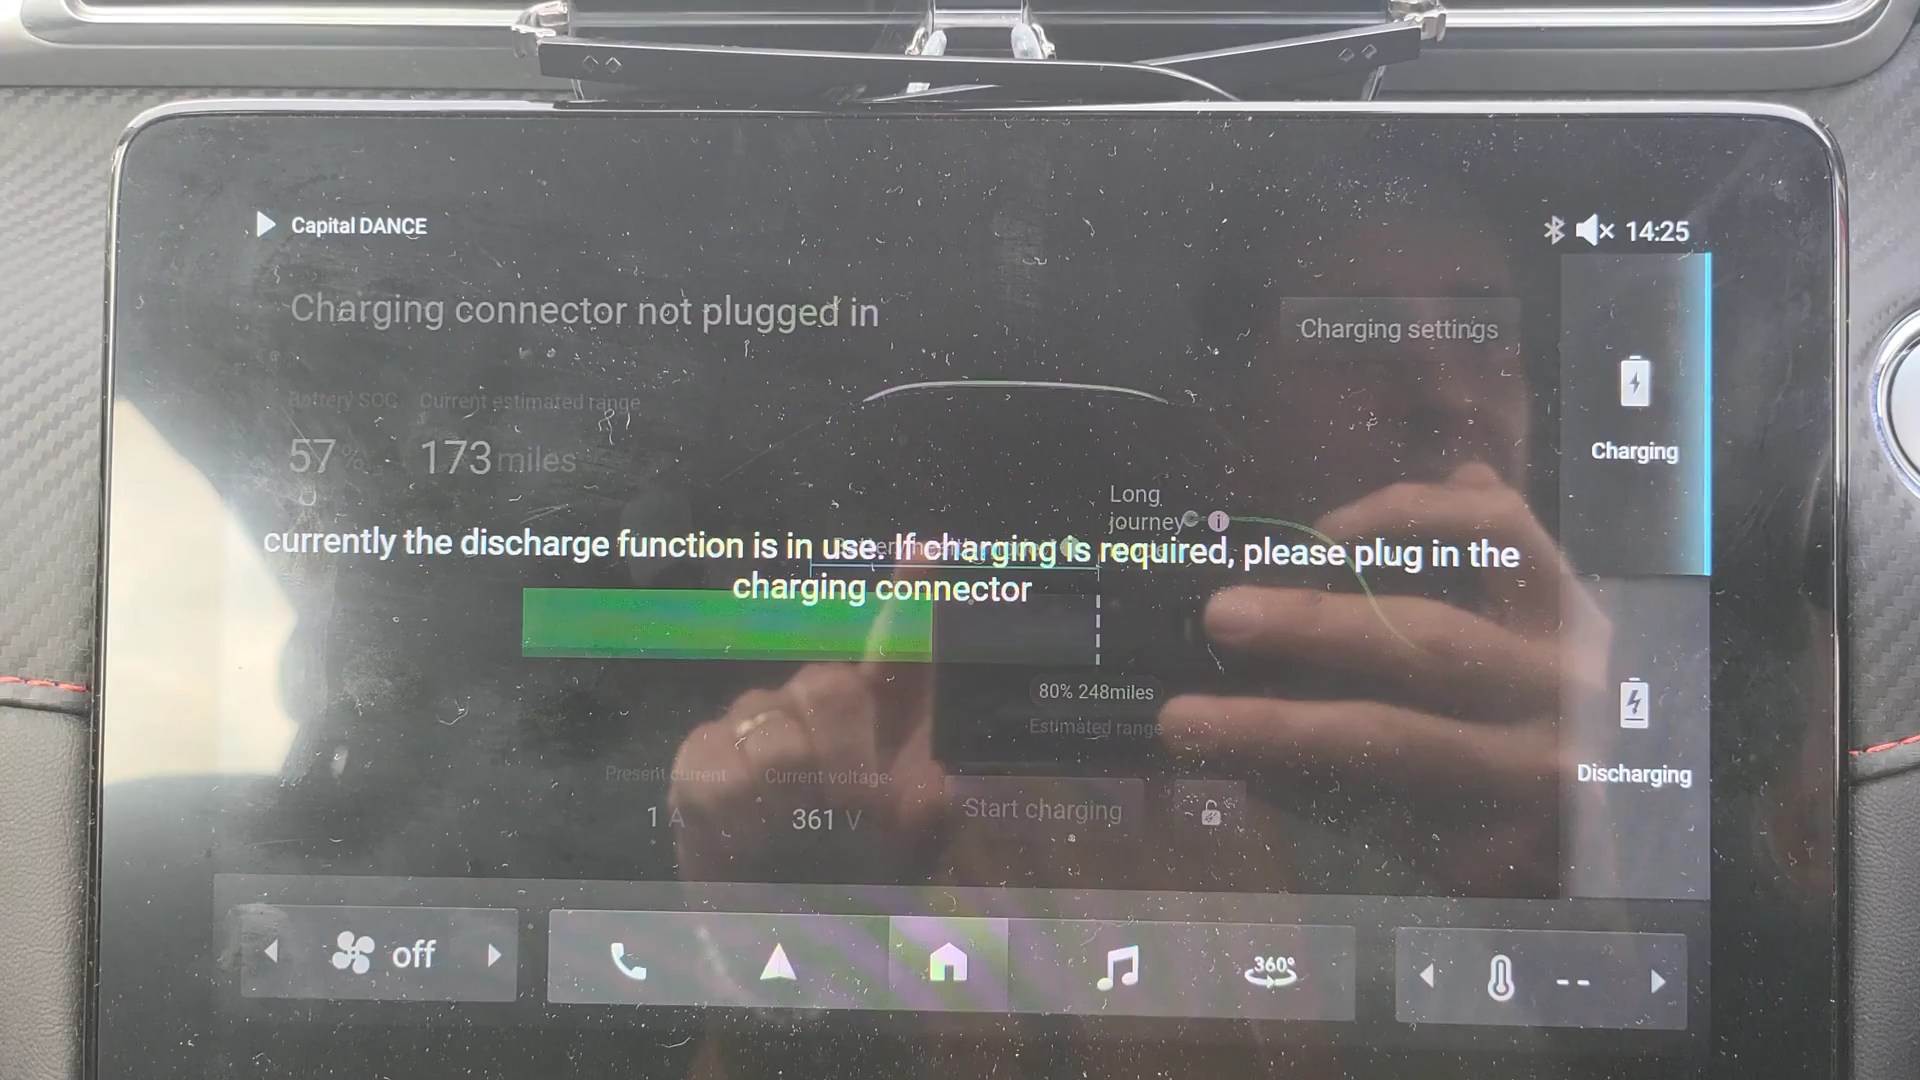 Capital DANCE
14:25
Charging connector not plugged in
Charging settings
Battery SOC
Current estimated range
57 %
173 miles
Charging
Long
journey
currently the discharge function is in use. If charging is required, please plug in the
charging connector
80% 248miles
Estimated range
Discharging
Present current
Current voltage
1 A
361 V
Start charging
off
360°
--